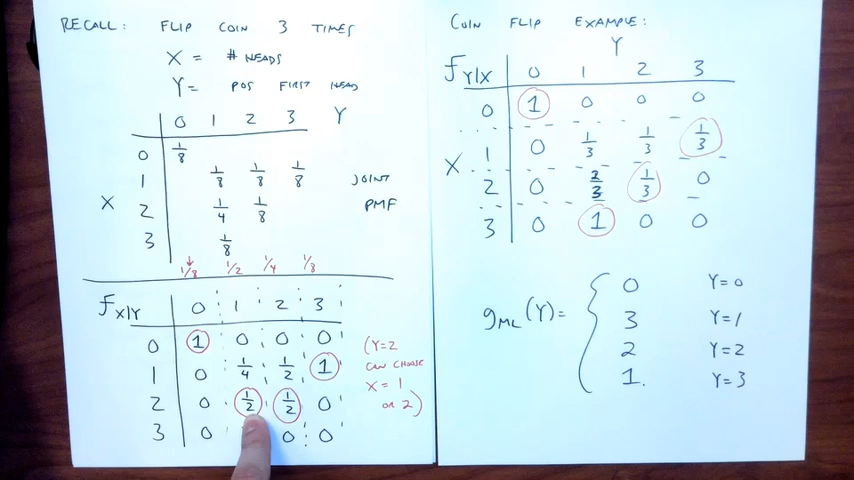 RECALL: FLIP COIN 3 TIMES
X = # HEADS
Y = POS FIRST HEAD
0 1 2 3 Y
0 1/8
1 1/8 1/8 1/8 JOINT
X 2 1/4 1/8 PMF
3 1/8
1/8 1/2 1/4 1/8
fX|Y 0 1 2 3
0 1 0 0 0 (Y=2
1 0 1/4 1/2 1 CAN CHOOSE
X = 1
2 0 1/2 1/2 0 OR 2)
3 0 0 0
COIN FLIP EXAMPLE:
Y
fY|X 0 1 2 3
0 1 0 0 0
1 0 1/3 1/3 1/3
X
2 0 2/3 1/3 0
3 0 1 0 0
gML(Y)= { 0 Y=0
3 Y=1
2 Y=2
1. Y=3